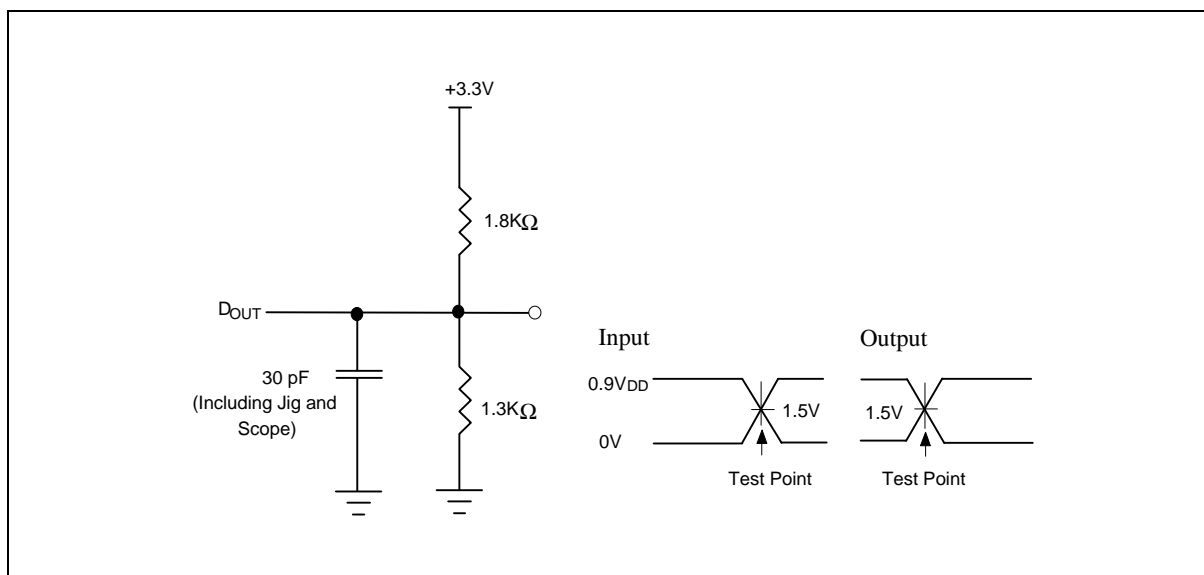 +3.3V
1.8KΩ
DOUT
30 pF
(Including Jig and
Scope)
1.3KΩ
Input
Output
0.9VDD
1.5V
1.5V
0V
Test Point
Test Point